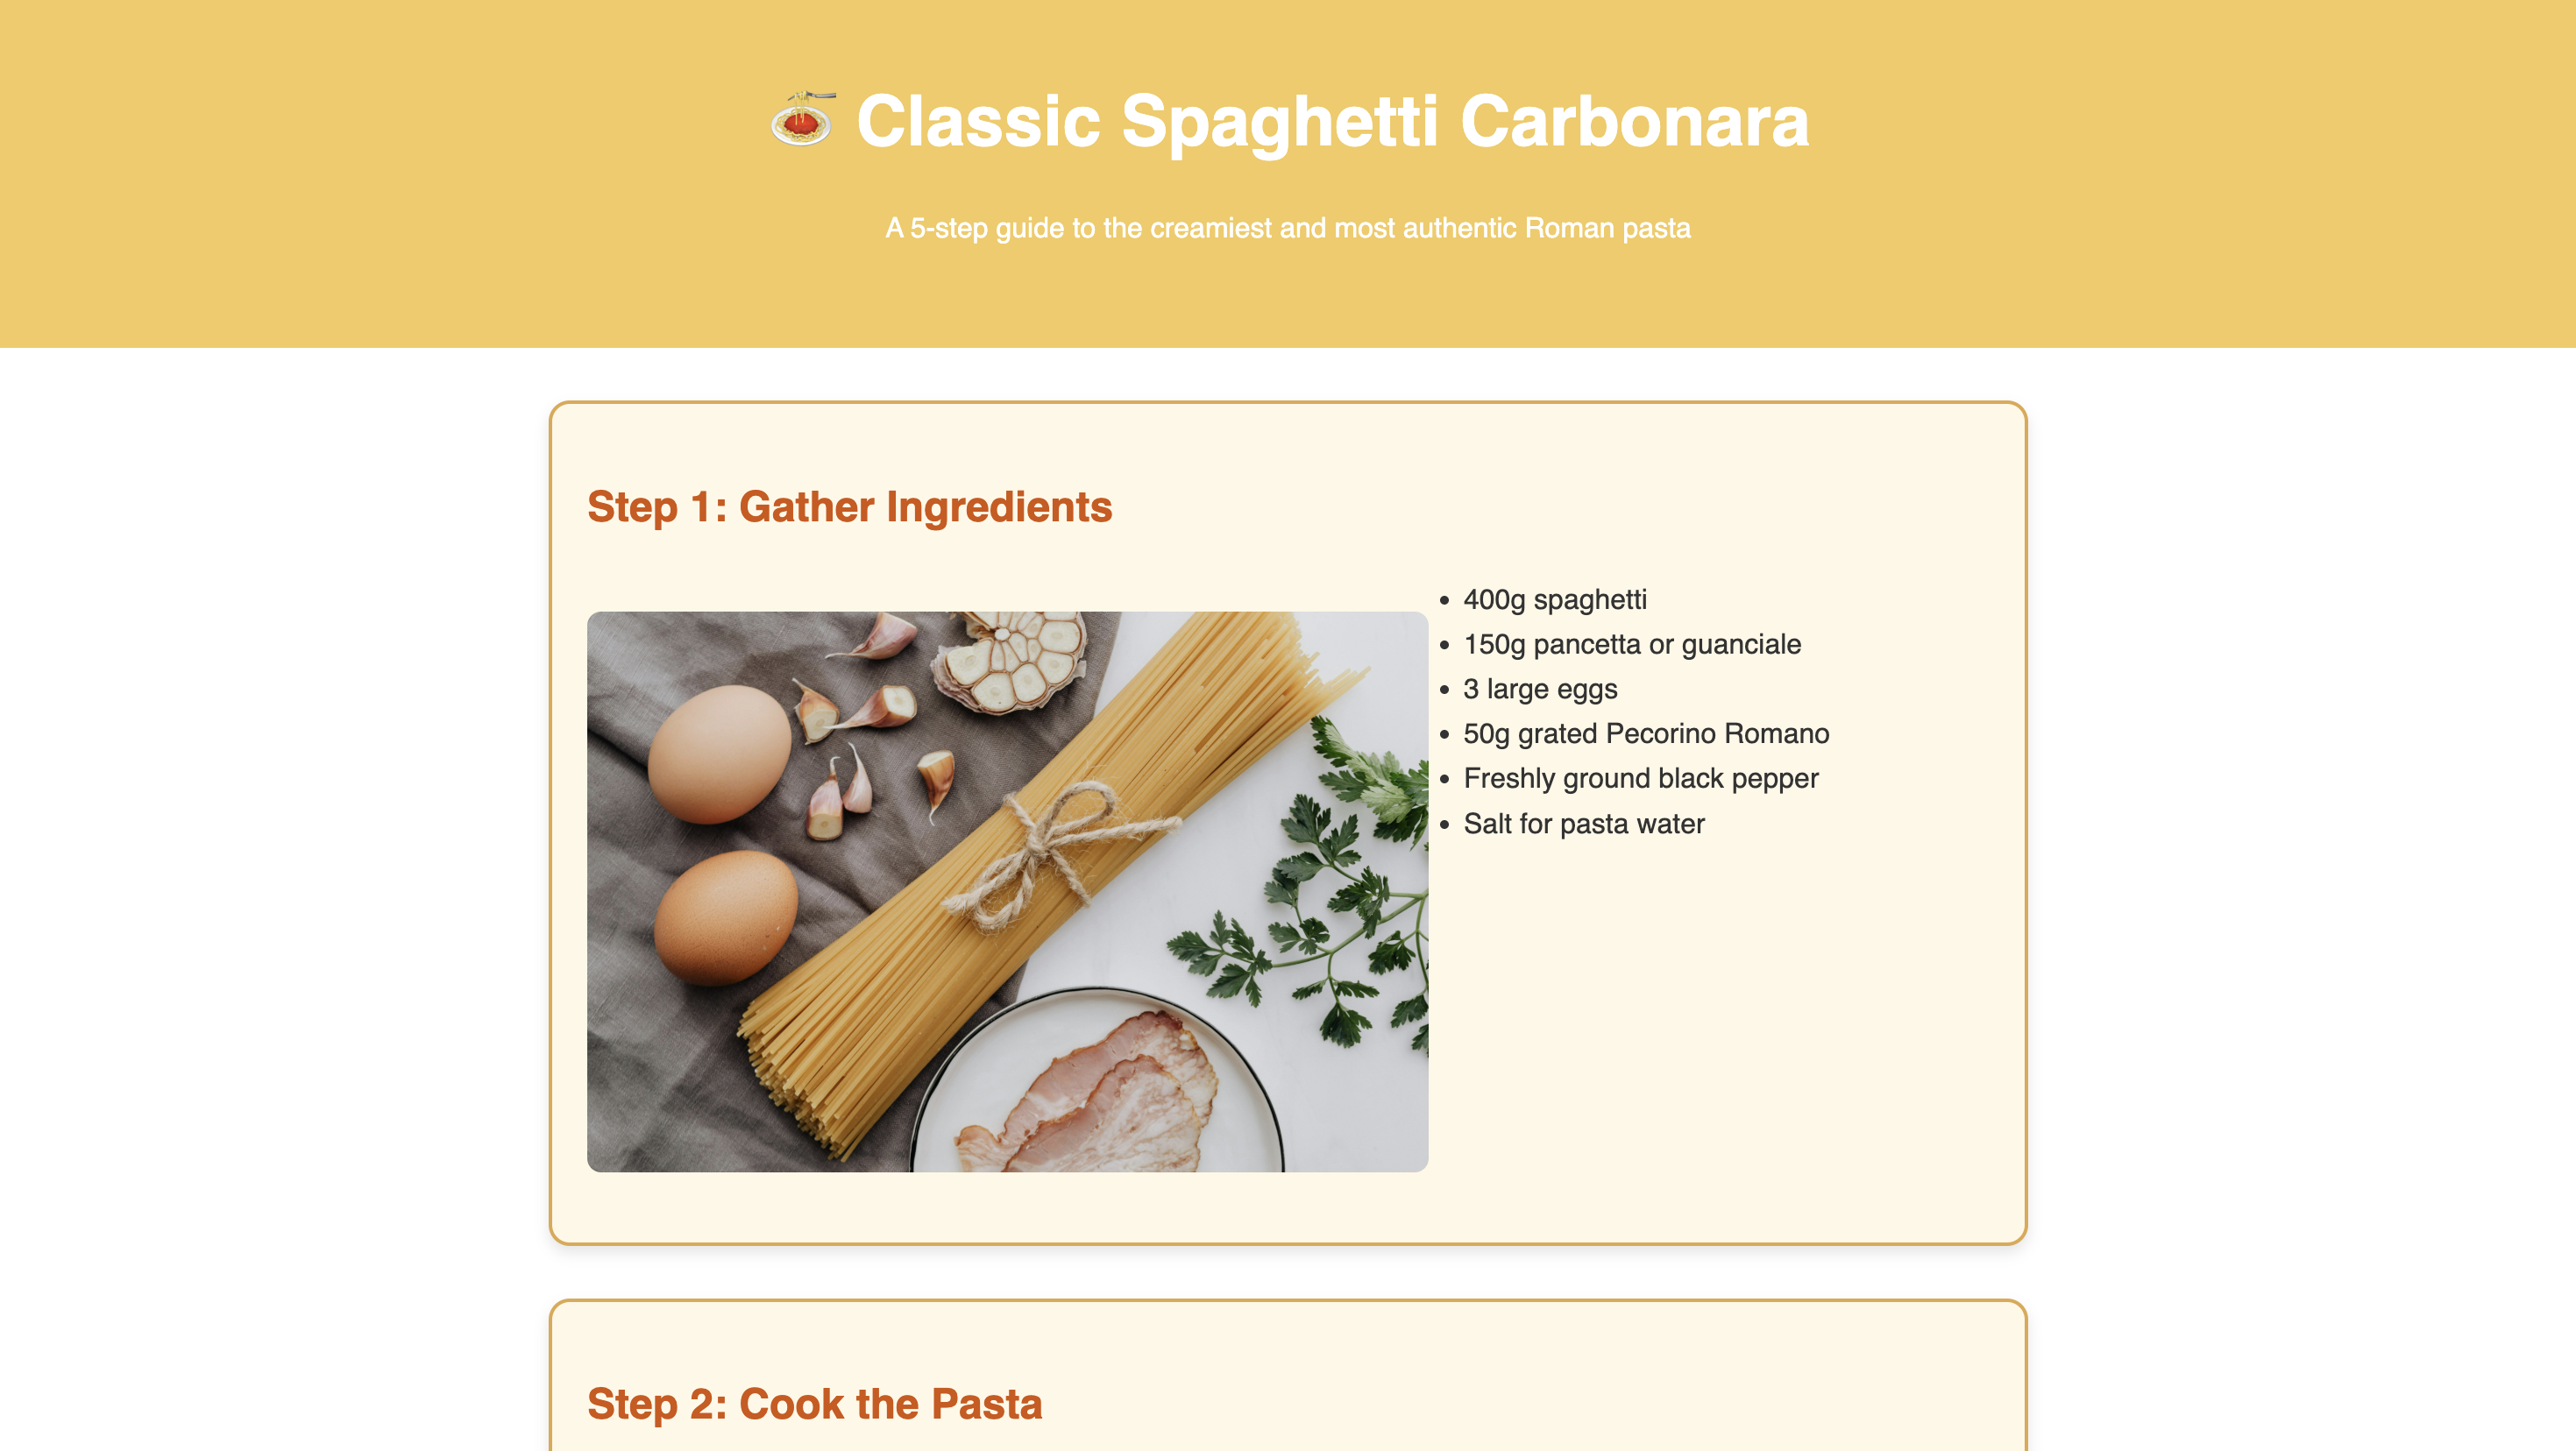 Classic Spaghetti Carbonara
A 5-step guide to the creamiest and most authentic Roman pasta
Step 1: Gather Ingredients
• 400g spaghetti
• 150g pancetta or guanciale
• 3 large eggs
• 50g grated Pecorino Romano
• Freshly ground black pepper
• Salt for pasta water
Step 2: Cook the Pasta